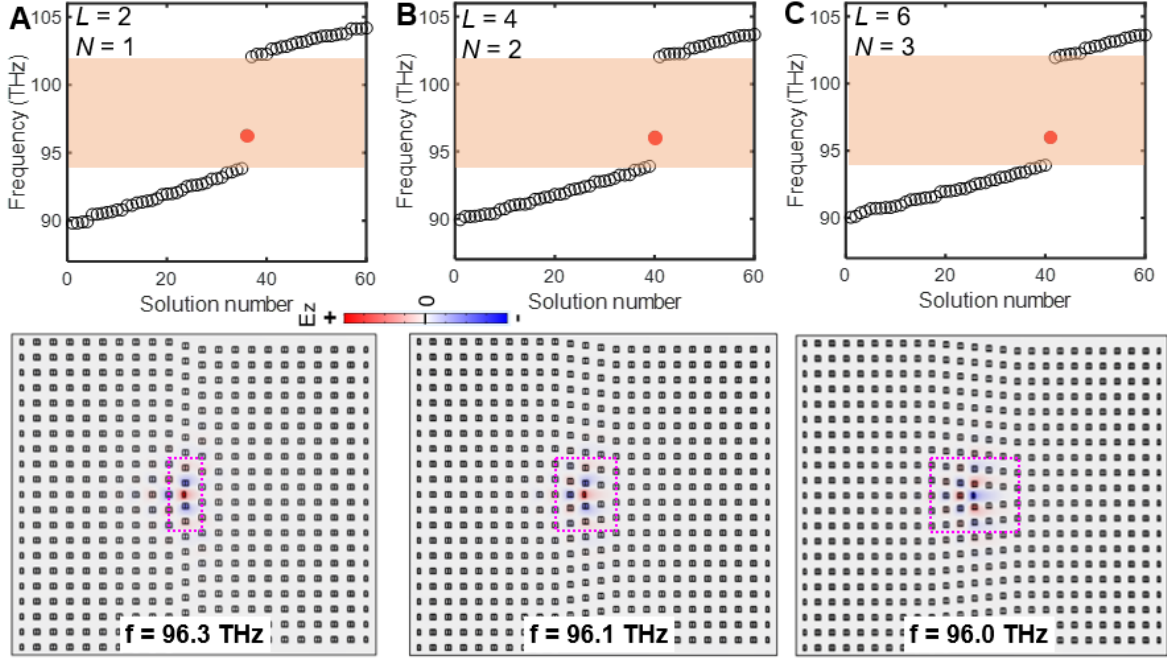 A
L = 2
N = 1
105
100
95
90
Frequency (THz)
0
20
40
60
Solution number
B
L = 4
N = 2
105
100
95
90
Frequency (THz)
0
20
40
60
Solution number
C
L = 6
N = 3
105
100
95
90
Frequency (THz)
0
20
40
60
Solution number
Ez
+
0
-
f = 96.3 THz
f = 96.1 THz
f = 96.0 THz